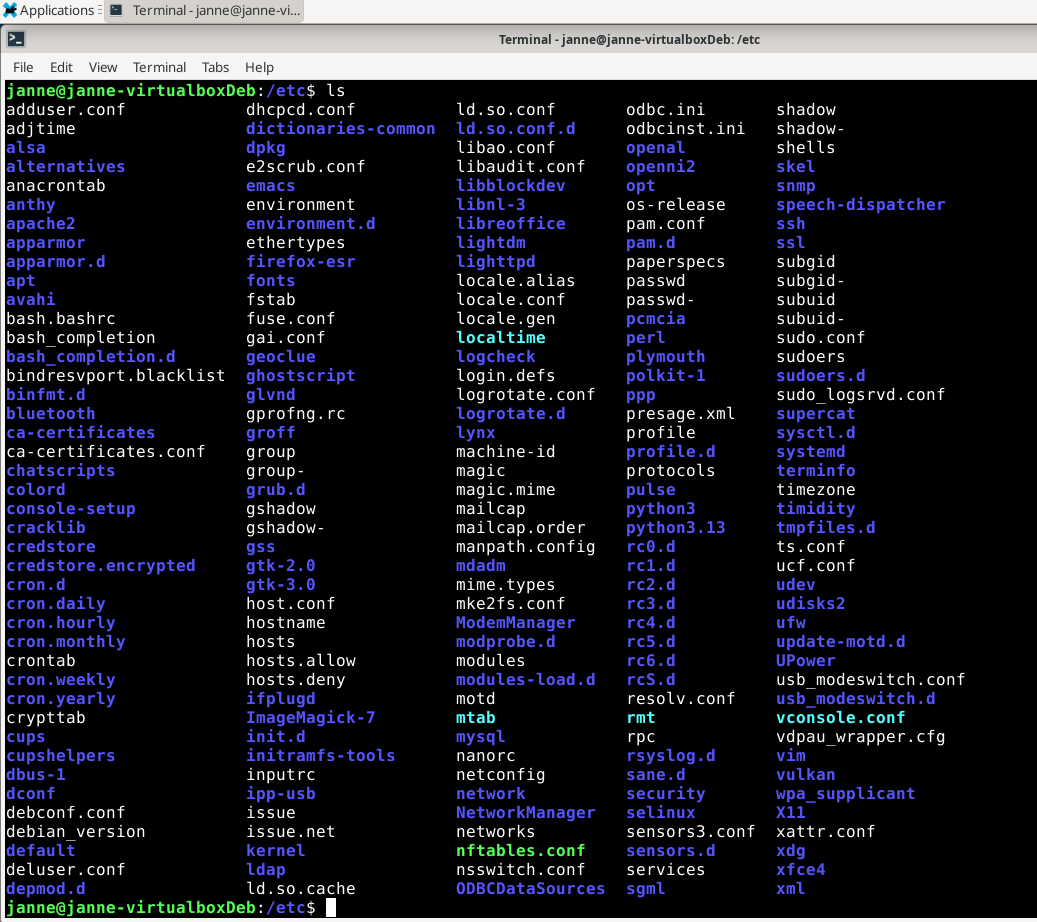 Applications
Terminal - janne@janne-vi...
Terminal - janne@janne-virtualboxDeb: /etc
File Edit View Terminal Tabs Help
janne@janne-virtualboxDeb:/etc$ ls
adduser.conf dhcpcd.conf ld.so.conf odbc.ini shadow
adjtime dictionaries-common ld.so.conf.d odbcinst.ini shadow-
alsa dpkg libao.conf openal shells
alternatives e2scrub.conf libaudit.conf openni2 skel
anacrontab emacs libblockdev opt snmp
anthy environment libnl-3 os-release speech-dispatcher
apache2 environment.d libreoffice pam.conf ssh
apparmor ethertypes lightdm pam.d ssl
apparmor.d firefox-esr lighttpd paperspecs subgid
apt fonts locale.alias passwd subgid-
avahi fstab locale.conf passwd- subuid
bash.bashrc fuse.conf locale.gen pcmcia subuid-
bash_completion gai.conf localtime perl sudo.conf
bash_completion.d geoclue logcheck plymouth sudoers
bindresvport.blacklist ghostscript login.defs polkit-1 sudoers.d
binfmt.d glvnd logrotate.conf ppp sudo_logsrvd.conf
bluetooth gprofng.rc logrotate.d presage.xml supercat
ca-certificates groff lynx profile sysctl.d
ca-certificates.conf group machine-id profile.d systemd
chatscripts group- magic protocols terminfo
colord grub.d magic.mime pulse timezone
console-setup gshadow mailcap python3 timidity
cracklib gshadow- mailcap.order python3.13 tmpfiles.d
credstore gss manpath.config rc0.d ts.conf
credstore.encrypted gtk-2.0 mdadm rc1.d ucf.conf
cron.d gtk-3.0 mime.types rc2.d udev
cron.daily host.conf mke2fs.conf rc3.d udisks2
cron.hourly hostname ModemManager rc4.d ufw
cron.monthly hosts modprobe.d rc5.d update-motd.d
crontab hosts.allow modules rc6.d UPower
cron.weekly hosts.deny modules-load.d rcS.d usb_modeswitch.conf
cron.yearly ifplugd motd resolv.conf usb_modeswitch.d
crypttab ImageMagick-7 mtab rmt vconsole.conf
cups init.d mysql rpc vdpau_wrapper.cfg
cupshelpers initramfs-tools nanorc rsyslog.d vim
dbus-1 inputrc netconfig sane.d vulkan
dconf ipp-usb network security wpa_supplicant
debconf.conf issue NetworkManager selinux X11
debian_version issue.net networks sensors3.conf xattr.conf
default kernel nftables.conf sensors.d xdg
deluser.conf ldap nsswitch.conf services xfce4
depmod.d ld.so.cache ODBCDataSources sgml xml
janne@janne-virtualboxDeb:/etc$